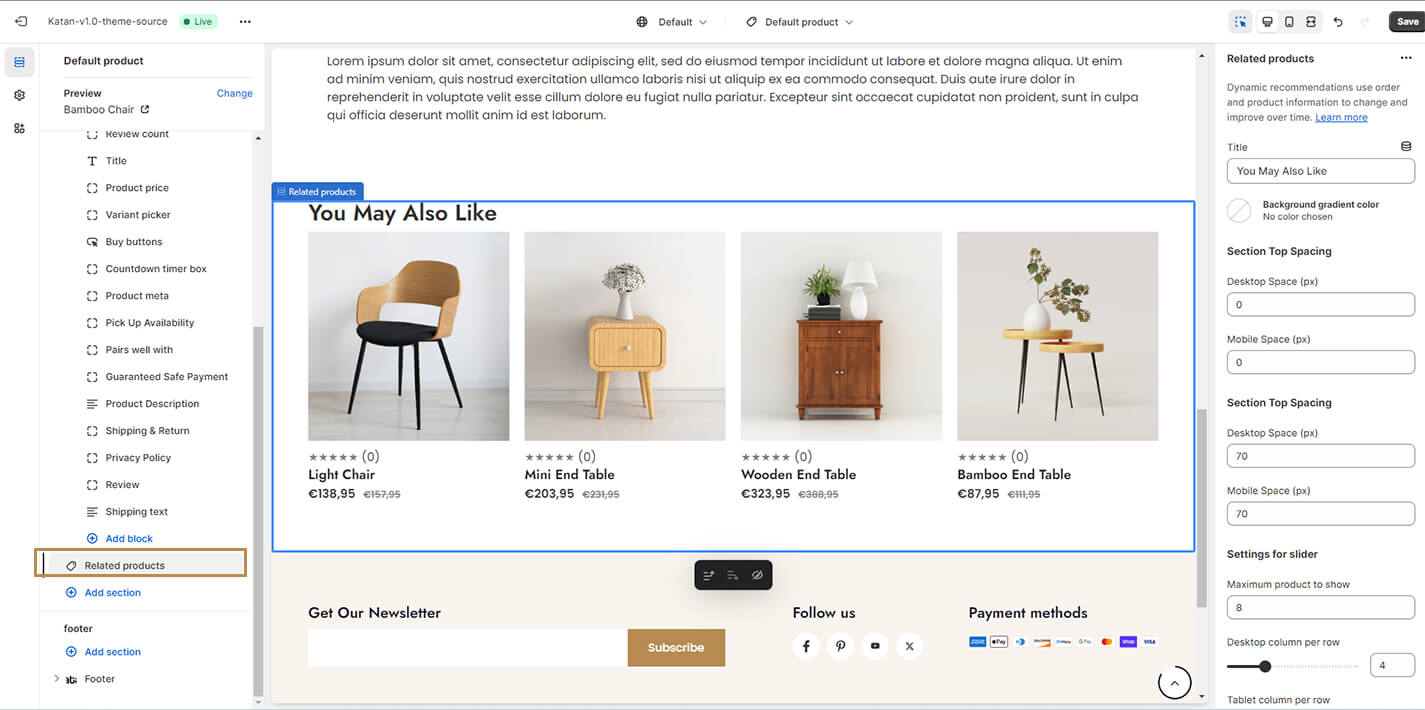 Katan-v1.0-theme-source
Live
Default
Default product
Save
Default product
Preview
Change
Bamboo Chair
Review count
Title
Product price
Variant picker
Buy buttons
Countdown timer box
Product meta
Pick Up Availability
Pairs well with
Guaranteed Safe Payment
Product Description
Shipping & Return
Privacy Policy
Review
Shipping text
Add block
Related products
Add section
footer
Add section
Footer
Lorem ipsum dolor sit amet, consectetur adipiscing elit, sed do eiusmod tempor incididunt ut labore et dolore magna aliqua. Ut enim
ad minim veniam, quis nostrud exercitation ullamco laboris nisi ut aliquip ex ea commodo consequat. Duis aute irure dolor in
reprehenderit in voluptate velit esse cillum dolore eu fugiat nulla pariatur. Excepteur sint occaecat cupidatat non proident, sunt in culpa
qui officia deserunt mollit anim id est laborum.
Related products
You May Also Like
★★★★★ (0)
Light Chair
€138,95 €157,95
★★★★★ (0)
Mini End Table
€203,95 €231,95
★★★★★ (0)
Wooden End Table
€323,95 €388,95
★★★★★ (0)
Bamboo End Table
€87,95 €111,95
Get Our Newsletter
Subscribe
Follow us
Payment methods
Pay
VISA
Related products
Dynamic recommendations use order
and product information to change and
improve over time. Learn more
Title
You May Also Like
Background gradient color
No color chosen
Section Top Spacing
Desktop Space (px)
0
Mobile Space (px)
0
Section Top Spacing
Desktop Space (px)
70
Mobile Space (px)
70
Settings for slider
Maximum product to show
8
Desktop column per row
4
Tablet column per row